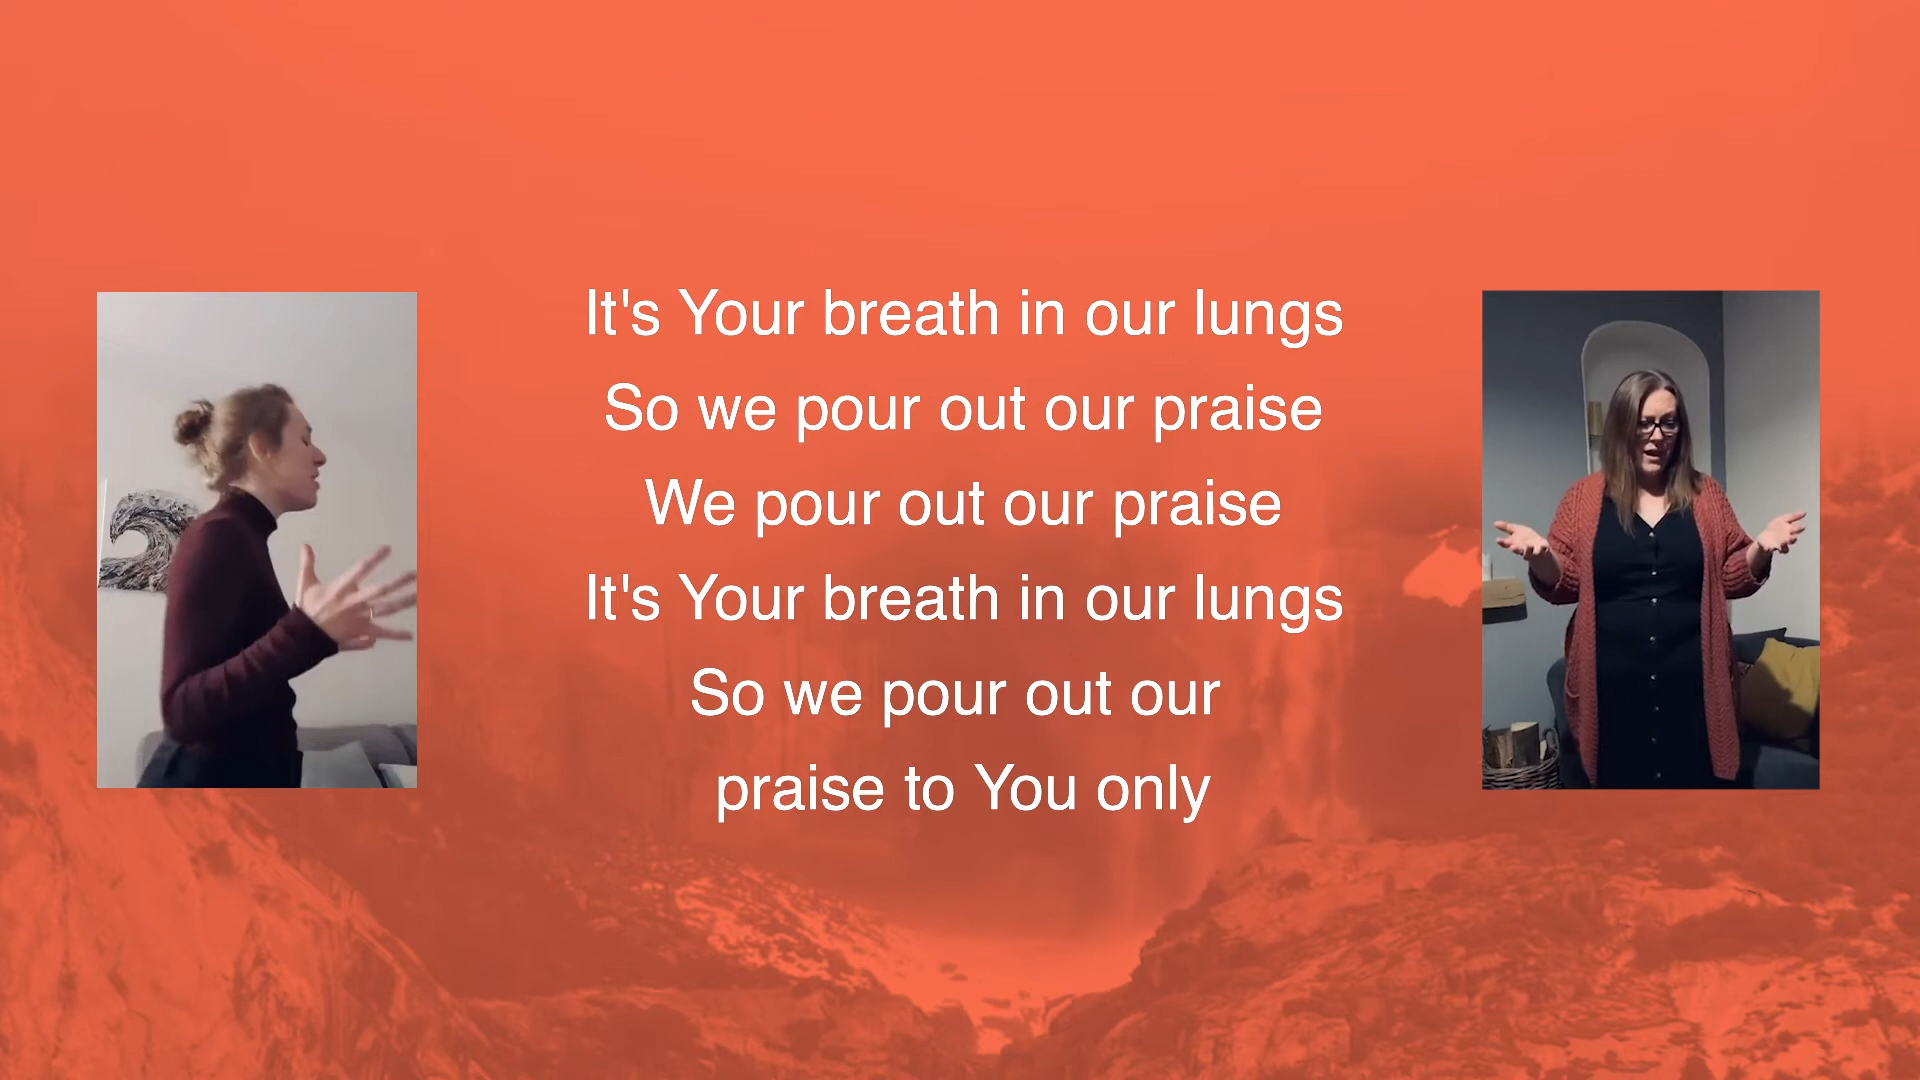 It's Your breath in our lungs
So we pour out our praise
We pour out our praise
It's Your breath in our lungs
So we pour out our
praise to You only